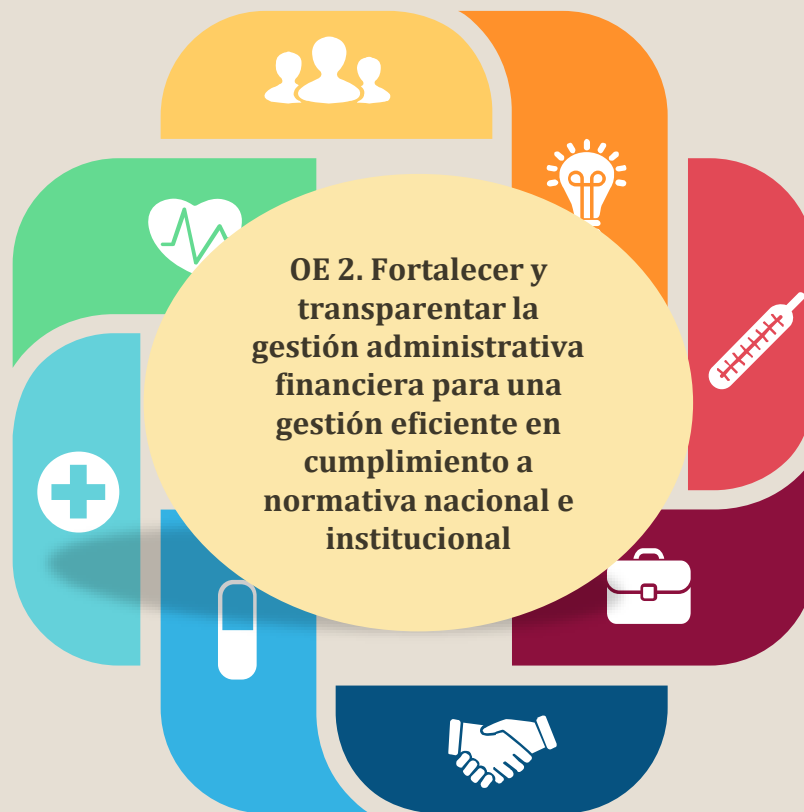 OE 2. Fortalecer y
transparentar la
gestión administrativa
financiera para una
gestión eficiente en
cumplimiento a
normativa nacional e
institucional